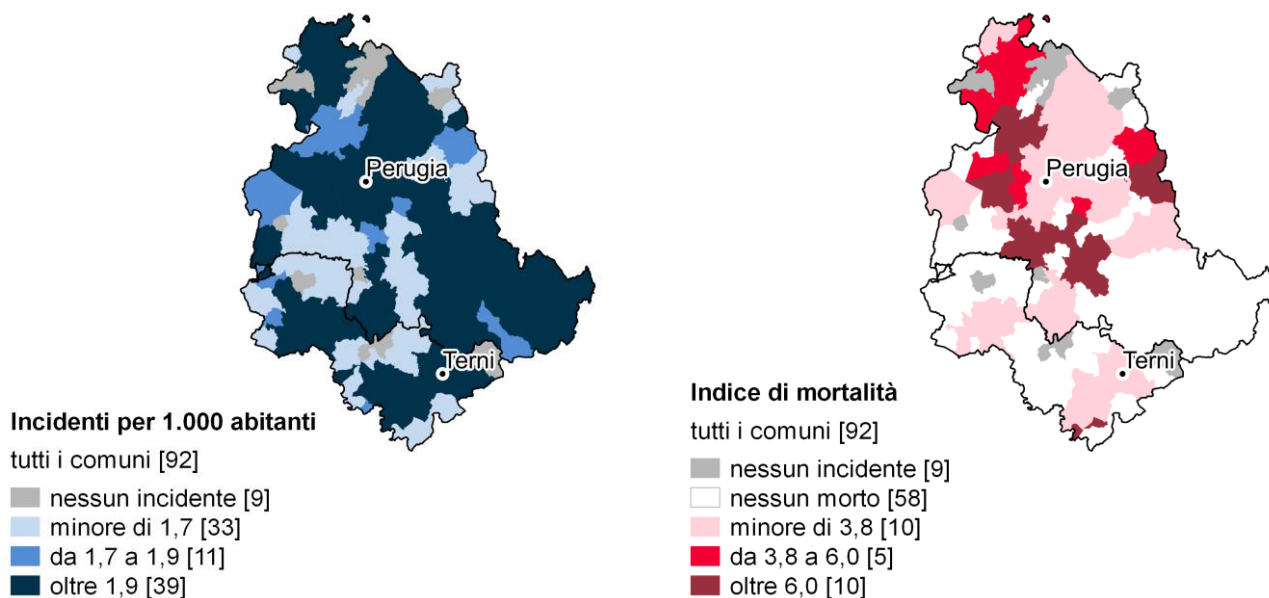 Perugia
Terni
Incidenti per 1.000 abitanti
tutti i comuni [92]
nessun incidente [9]
minore di 1,7 [33]
da 1,7 a 1,9 [11]
oltre 1,9 [39]
Perugia
Terni
Indice di mortalità
tutti i comuni [92]
nessun incidente [9]
nessun morto [58]
minore di 3,8 [10]
da 3,8 a 6,0 [5]
oltre 6,0 [10]